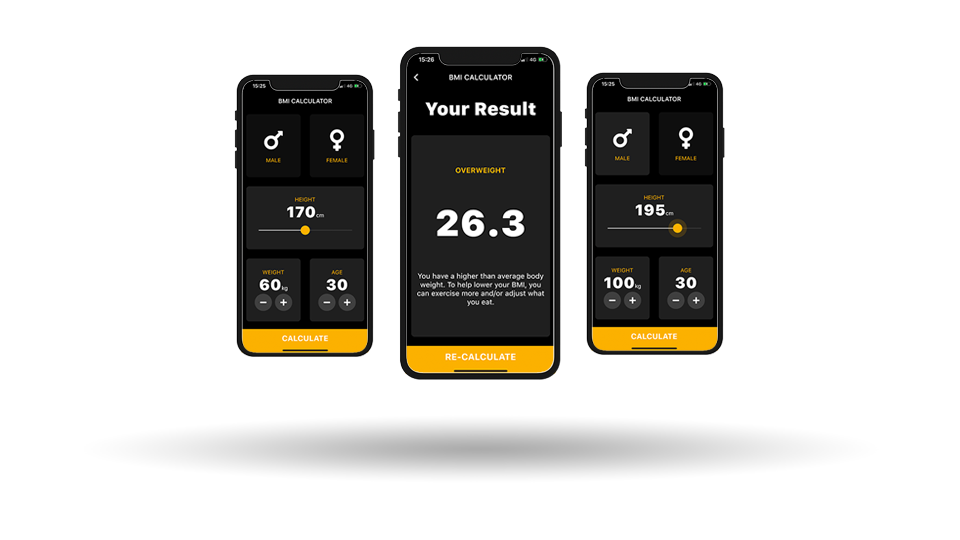 15:25
4G
BMI CALCULATOR
MALE
FEMALE
HEIGHT
170cm
WEIGHT
60kg
AGE
30
CALCULATE
15:26
4G
BMI CALCULATOR
Your Result
OVERWEIGHT
26.3
You have a higher than average body
weight. To help lower your BMI, you
can exercise more and/or adjust what
you eat.
RE-CALCULATE
15:25
4G
BMI CALCULATOR
MALE
FEMALE
HEIGHT
195cm
WEIGHT
100kg
AGE
30
CALCULATE